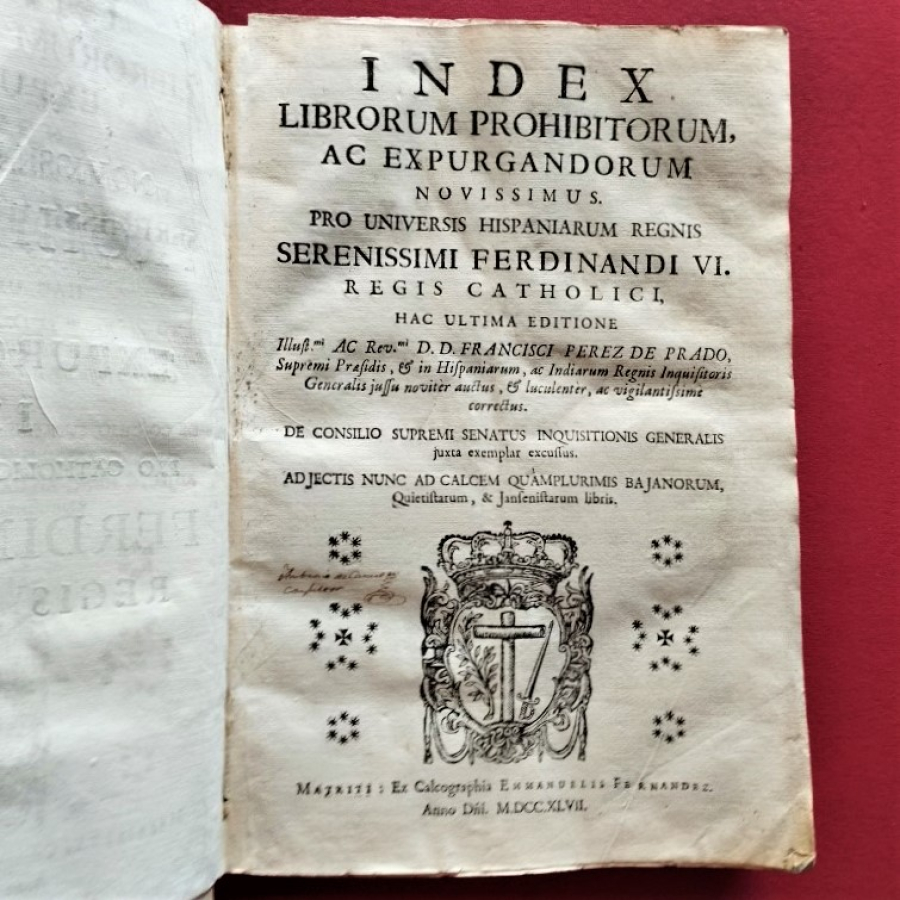 INDEX
LIBRORUM PROHIBITORUM,
AC EXPURGANDORUM
NOVISSIMUS.
PRO UNIVERSIS HISPANIARUM REGNIS
SERENISSIMI FERDINANDI VI.
REGIS CATHOLICI,
HAC ULTIMA EDITIONE
Illuſt.mi AC Rev.mi D. D. FRANCISCI PEREZ DE PRADO,
Supremi Præſidis, & in Hiſpaniarum, ac Indiarum Regnis Inquiſitoris
Generalis juſſu noviter auctus, & luculenter, ac vigilantiſsime
correctus.
DE CONSILIO SUPREMI SENATUS INQUISITIONIS GENERALIS
juxta exemplar excuſſus.
ADJECTIS NUNC AD CALCEM QUÀMPLURIMIS BAJANORUM,
Quietiſtarum, & Janſeniſtarum libris.
MATRITI: Ex Calcographia EMMANUELIS FERNANDEZ.
Anno Dñi. M.DCC.XLVII.